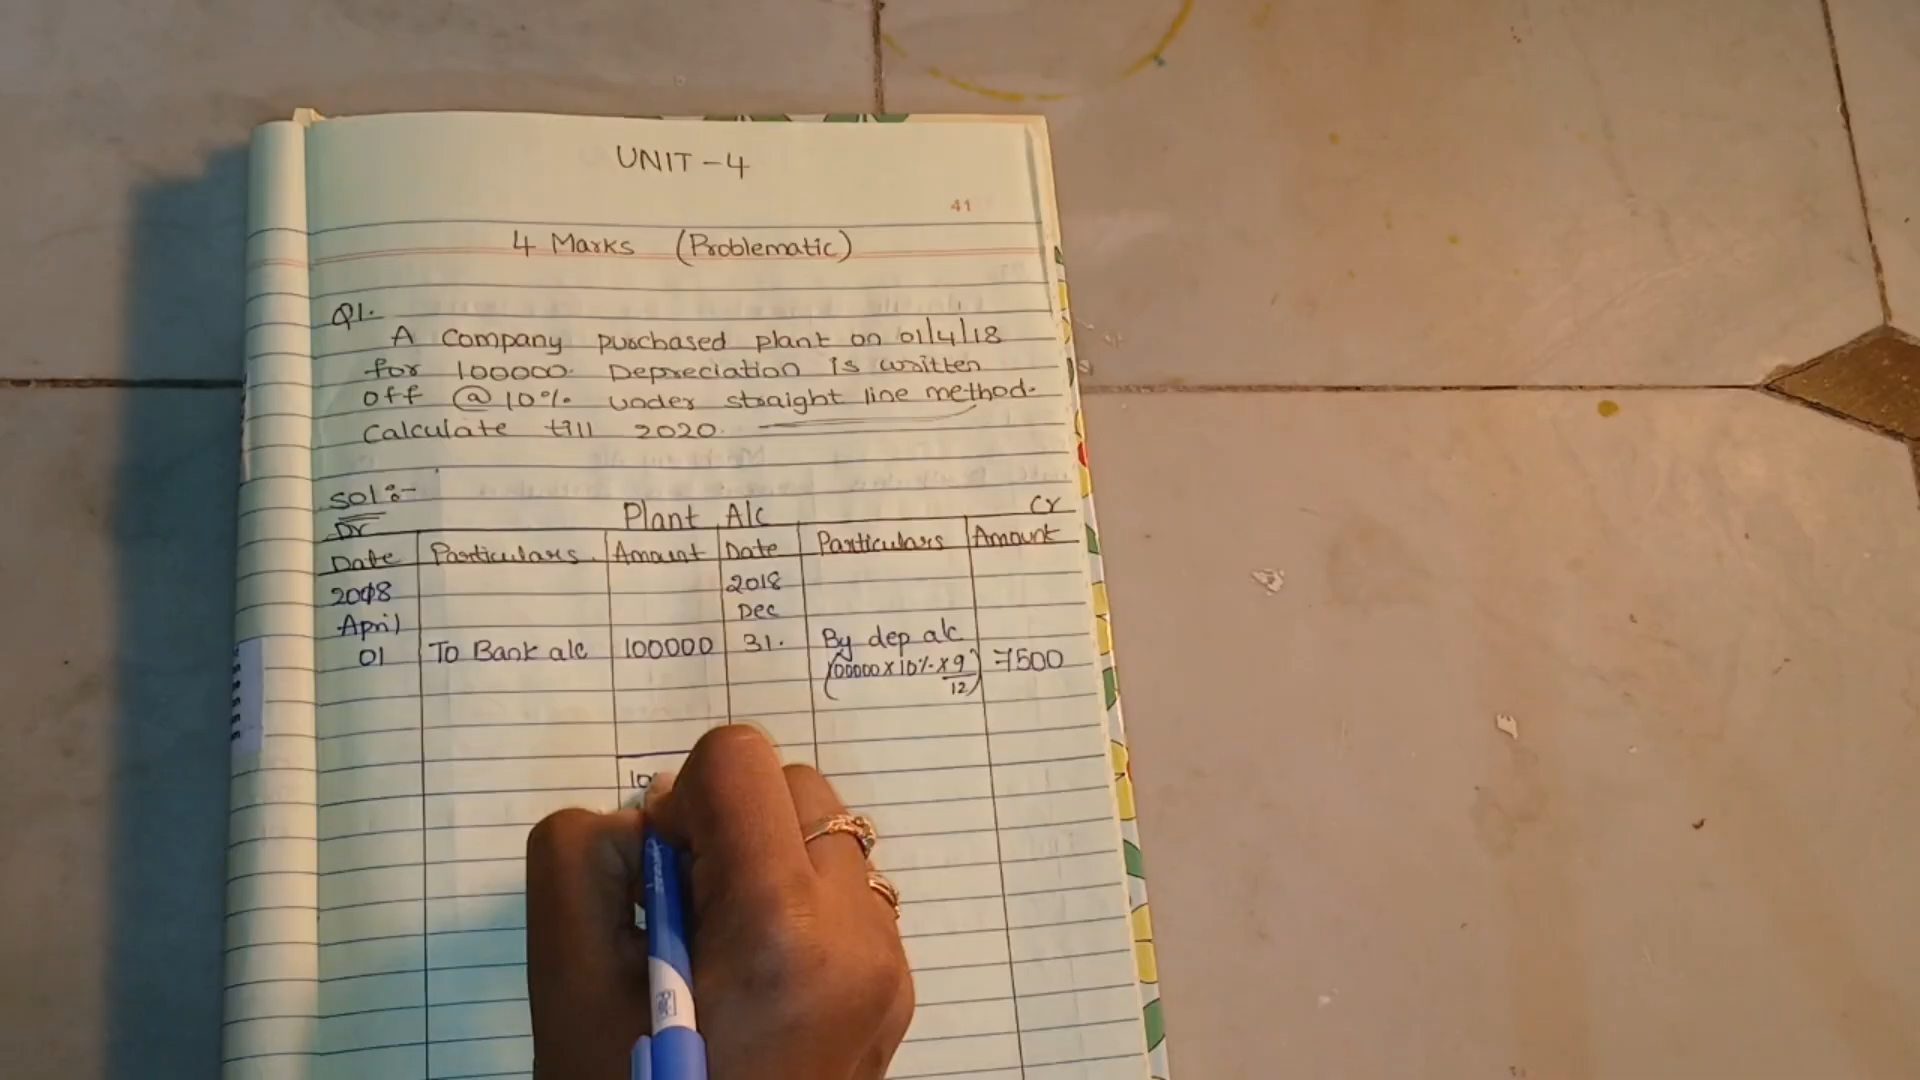 UNIT-4
41
4 Marks (Problematic)
Q1.
A Company purchased plant on 01/4/18
for 100000. Depreciation is written
off @ 10% under straight line method.
Calculate till 2020.
Sol:-
Dr Plant A/c Cr
Date Particulars Amount Date Particulars Amount
2018 2018
April Dec
01 To Bank a/c 100000 31. By dep a/c
(100000 x 10% x 9/12) 7500
10